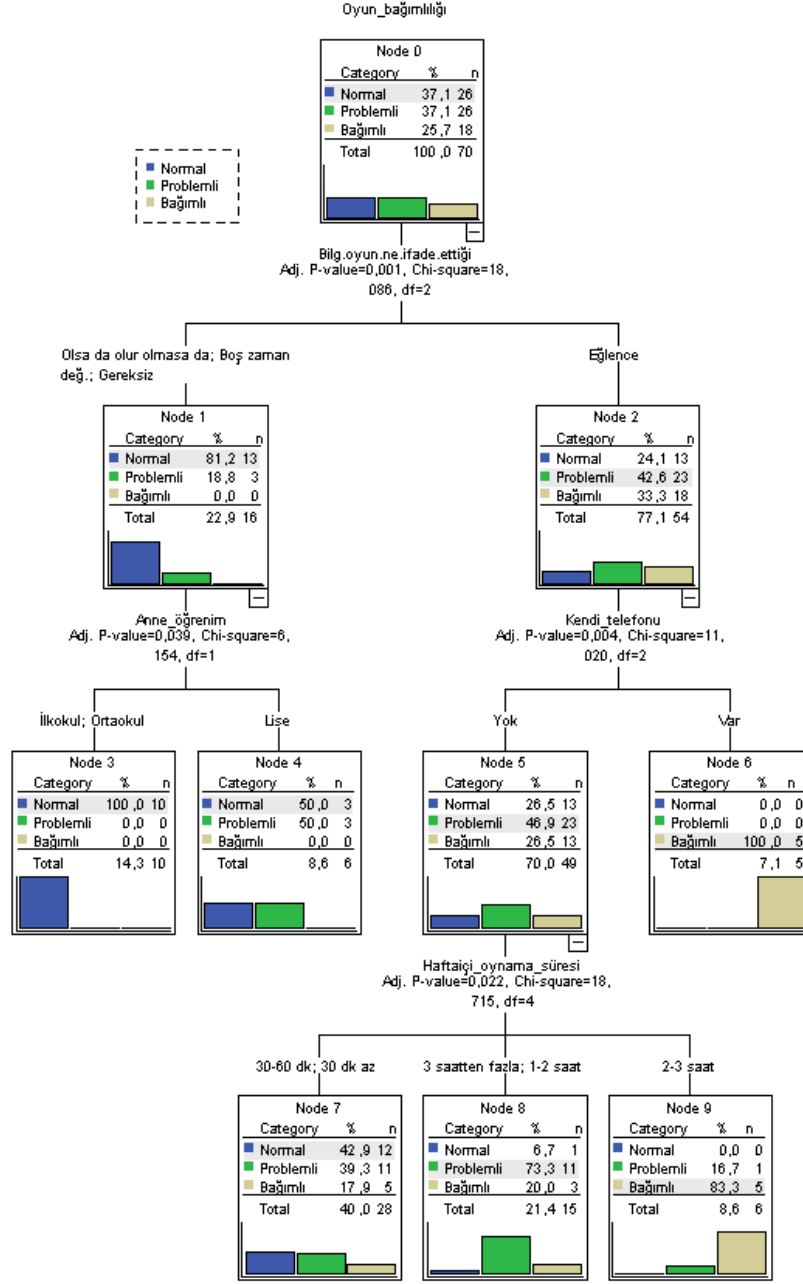 Oyun_bağımlılığı
Node 0
Category % n
Normal 37,1 26
Problemli 37,1 26
Bağımlı 25,7 18
Total 100,0 70
Normal
Problemli
Bağımlı
Bilg.oyun.ne.ifade.ettiği
Adj. P-value=0,001, Chi-square=18,
086, df=2
Olsa da olur olmasa da; Boş zaman
değ.; Gereksiz
Eğlence
Node 1
Category % n
Normal 81,2 13
Problemli 18,8 3
Bağımlı 0,0 0
Total 22,9 16
Node 2
Category % n
Normal 24,1 13
Problemli 42,6 23
Bağımlı 33,3 18
Total 77,1 54
Anne_öğrenim
Adj. P-value=0,039, Chi-square=6,
154, df=1
Kendi_telefonu
Adj. P-value=0,004, Chi-square=11,
020, df=2
İlkokul; Ortaokul
Lise
Yok
Var
Node 3
Category % n
Normal 100,0 10
Problemli 0,0 0
Bağımlı 0,0 0
Total 14,3 10
Node 4
Category % n
Normal 50,0 3
Problemli 50,0 3
Bağımlı 0,0 0
Total 8,6 6
Node 5
Category % n
Normal 26,5 13
Problemli 46,9 23
Bağımlı 26,5 13
Total 70,0 49
Node 6
Category % n
Normal 0,0 0
Problemli 0,0 0
Bağımlı 100,0 5
Total 7,1 5
Haftaiçi_oynama_süresi
Adj. P-value=0,022, Chi-square=18,
715, df=4
30-60 dk; 30 dk az
3 saatten fazla; 1-2 saat
2-3 saat
Node 7
Category % n
Normal 42,9 12
Problemli 39,3 11
Bağımlı 17,9 5
Total 40,0 28
Node 8
Category % n
Normal 6,7 1
Problemli 73,3 11
Bağımlı 20,0 3
Total 21,4 15
Node 9
Category % n
Normal 0,0 0
Problemli 16,7 1
Bağımlı 83,3 5
Total 8,6 6